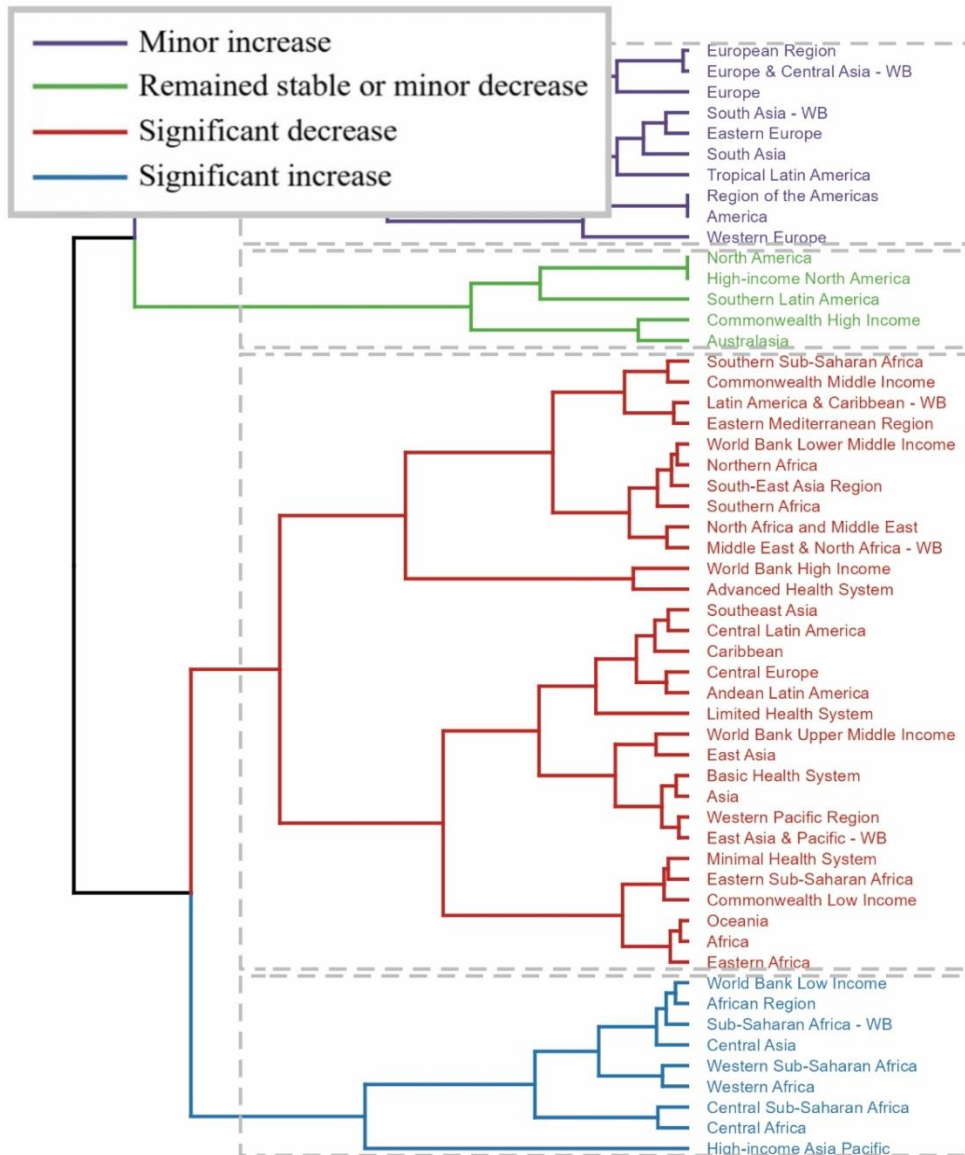 Minor increase
Remained stable or minor decrease
Significant decrease
Significant increase
European Region
Europe & Central Asia - WB
Europe
South Asia - WB
Eastern Europe
South Asia
Tropical Latin America
Region of the Americas
America
Western Europe
North America
High-income North America
Southern Latin America
Commonwealth High Income
Australasia
Southern Sub-Saharan Africa
Commonwealth Middle Income
Latin America & Caribbean - WB
Eastern Mediterranean Region
World Bank Lower Middle Income
Northern Africa
South-East Asia Region
Southern Africa
North Africa and Middle East
Middle East & North Africa - WB
World Bank High Income
Advanced Health System
Southeast Asia
Central Latin America
Caribbean
Central Europe
Andean Latin America
Limited Health System
World Bank Upper Middle Income
East Asia
Basic Health System
Asia
Western Pacific Region
East Asia & Pacific - WB
Minimal Health System
Eastern Sub-Saharan Africa
Commonwealth Low Income
Oceania
Africa
Eastern Africa
World Bank Low Income
African Region
Sub-Saharan Africa - WB
Central Asia
Western Sub-Saharan Africa
Western Africa
Central Sub-Saharan Africa
Central Africa
High-income Asia Pacific